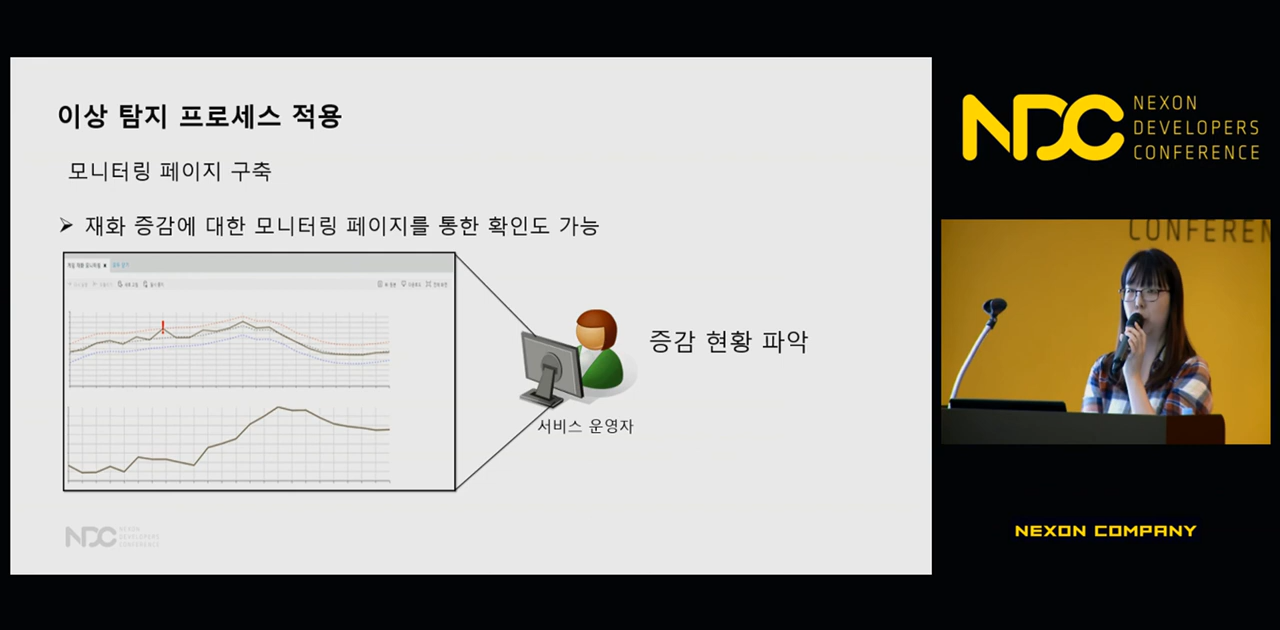 이상 탐지 프로세스 적용
모니터링 페이지 구축
➢ 재화 증감에 대한 모니터링 페이지를 통한 확인도 가능
증감 현황 파악
서비스 운영자
NDC NEXON
DEVELOPERS
CONFERENCE
NDC NEXON
DEVELOPERS
CONFERENCE
CONFEREN
NEXON COMPANY